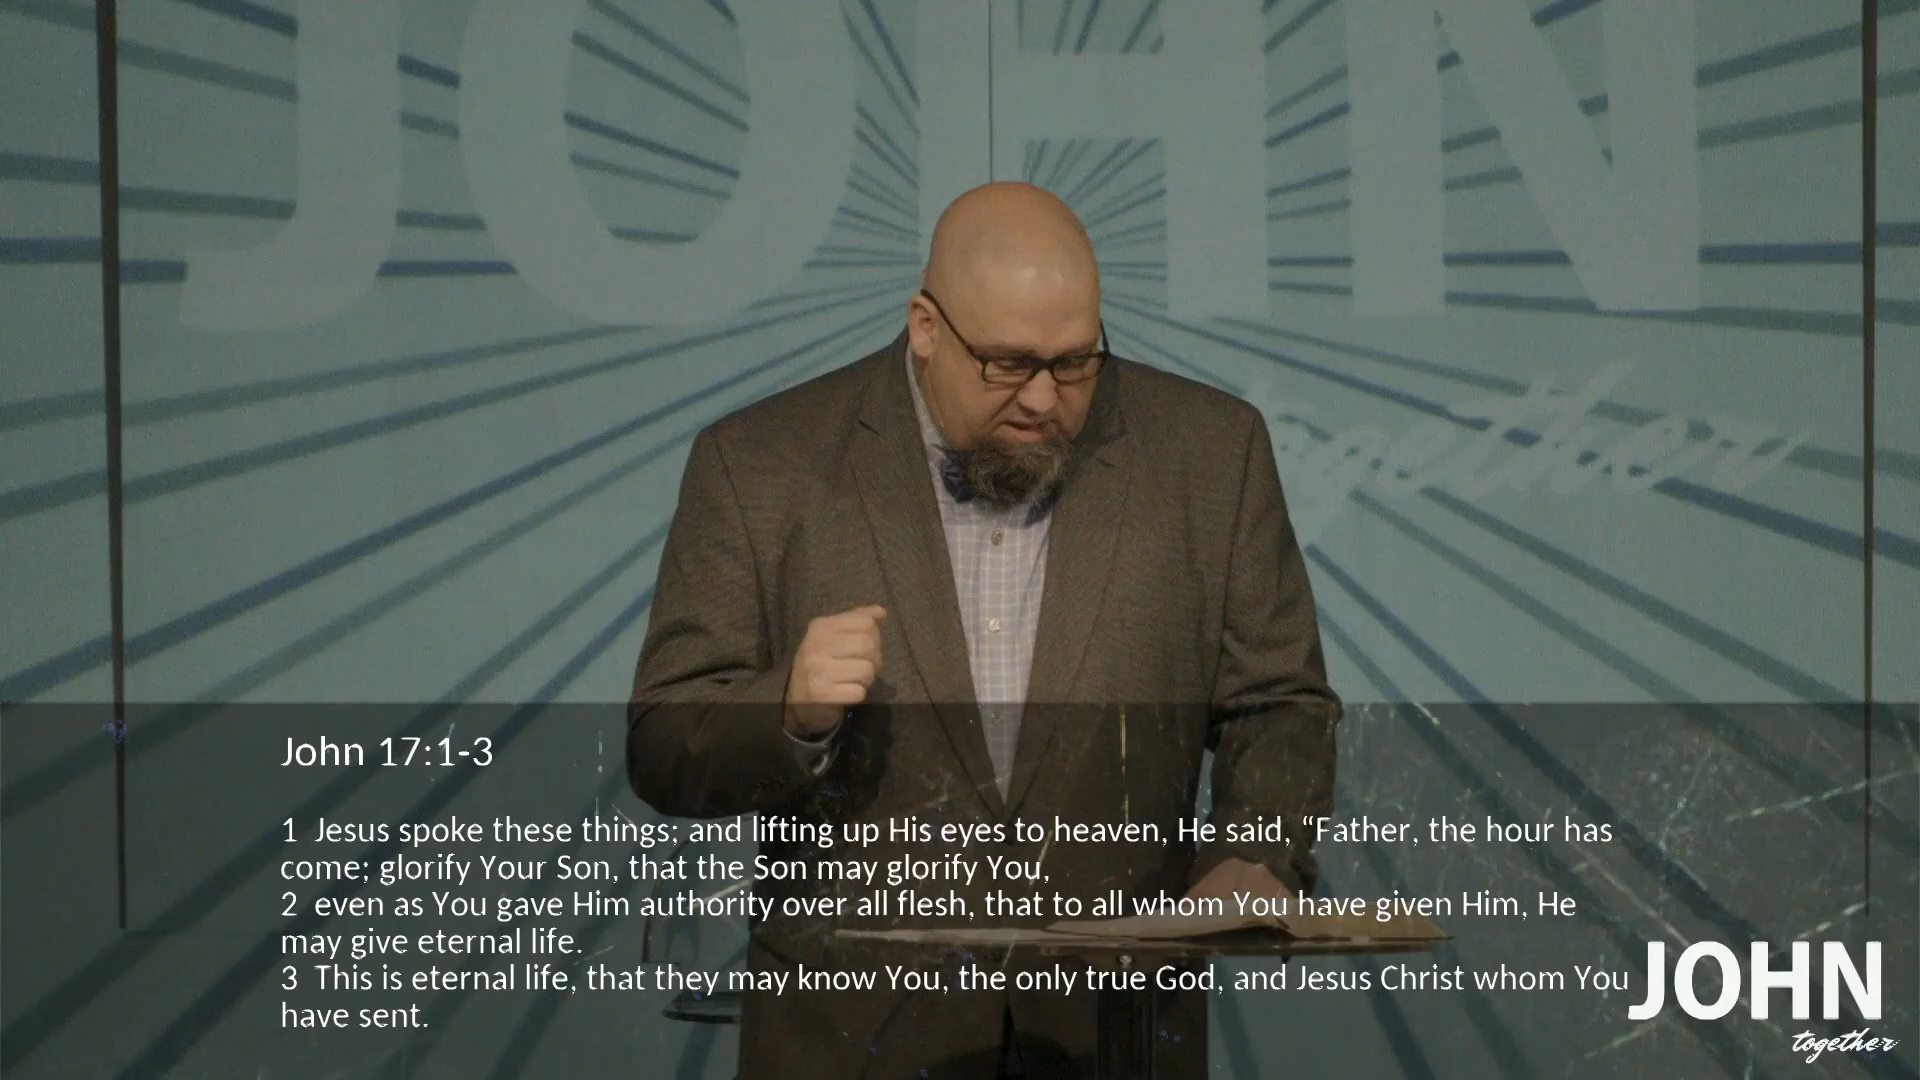 JOHN
together
John 17:1-3
1 Jesus spoke these things; and lifting up His eyes to heaven, He said, “Father, the hour has
come; glorify Your Son, that the Son may glorify You,
2 even as You gave Him authority over all flesh, that to all whom You have given Him, He
may give eternal life.
3 This is eternal life, that they may know You, the only true God, and Jesus Christ whom You
have sent.
JOHN
together